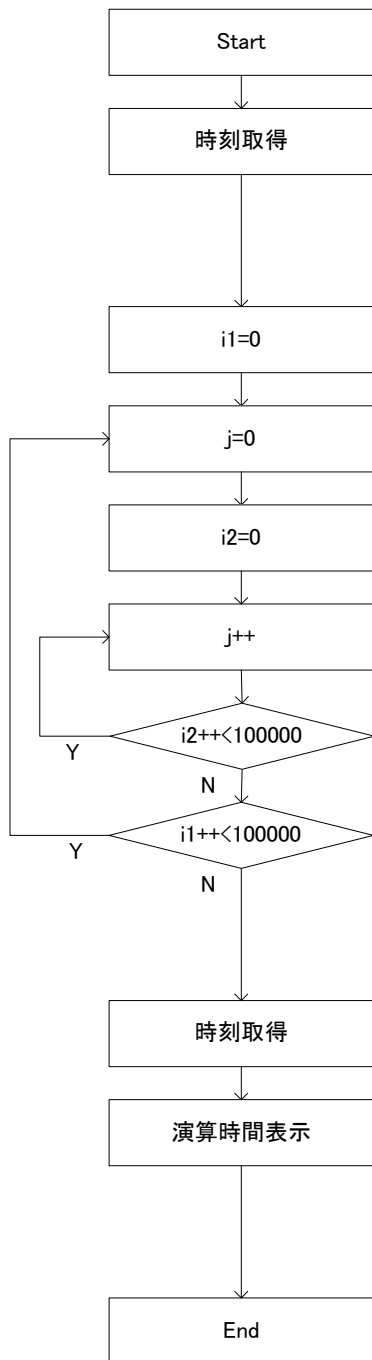 Start
時刻取得
i1=0
j=0
i2=0
j++
i2++<100000
Y
N
i1++<100000
Y
N
時刻取得
演算時間表示
End